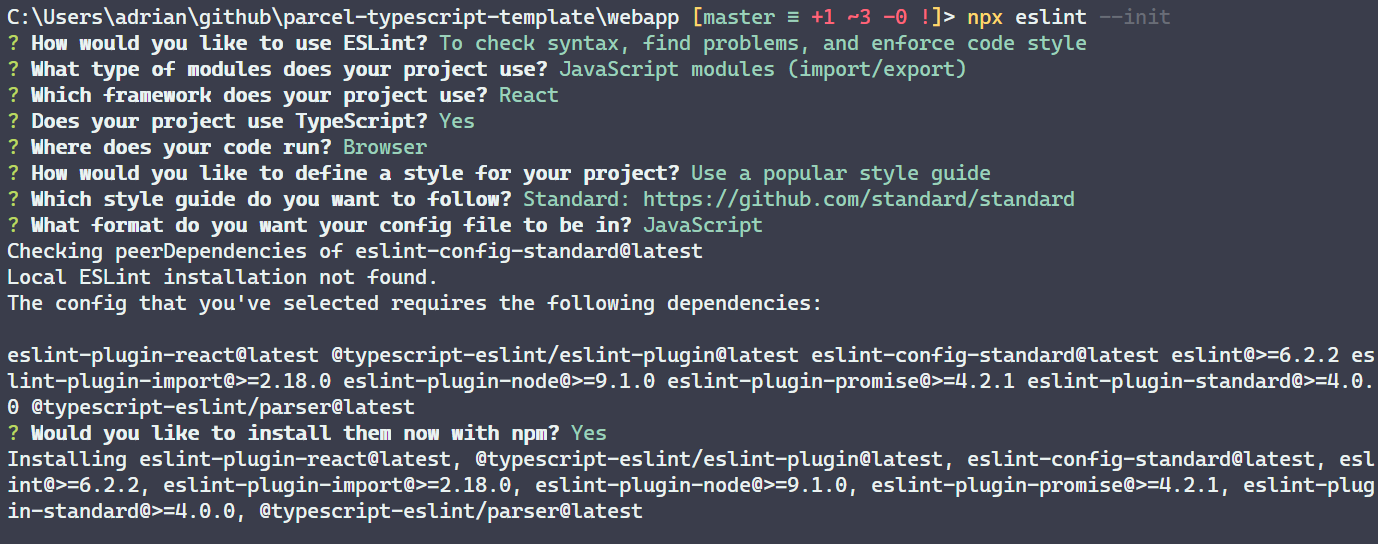 C:\Users\adrian\github\parcel-typescript-template\webapp [master ≡ +1 ~3 -0 !]> npx eslint --init
? How would you like to use ESLint? To check syntax, find problems, and enforce code style
? What type of modules does your project use? JavaScript modules (import/export)
? Which framework does your project use? React
? Does your project use TypeScript? Yes
? Where does your code run? Browser
? How would you like to define a style for your project? Use a popular style guide
? Which style guide do you want to follow? Standard: https://github.com/standard/standard
? What format do you want your config file to be in? JavaScript
Checking peerDependencies of eslint-config-standard@latest
Local ESLint installation not found.
The config that you've selected requires the following dependencies:

eslint-plugin-react@latest @typescript-eslint/eslint-plugin@latest eslint-config-standard@latest eslint@>=6.2.2 es
lint-plugin-import@>=2.18.0 eslint-plugin-node@>=9.1.0 eslint-plugin-promise@>=4.2.1 eslint-plugin-standard@>=4.0.
0 @typescript-eslint/parser@latest
? Would you like to install them now with npm? Yes
Installing eslint-plugin-react@latest, @typescript-eslint/eslint-plugin@latest, eslint-config-standard@latest, esl
int@>=6.2.2, eslint-plugin-import@>=2.18.0, eslint-plugin-node@>=9.1.0, eslint-plugin-promise@>=4.2.1, eslint-plug
in-standard@>=4.0.0, @typescript-eslint/parser@latest